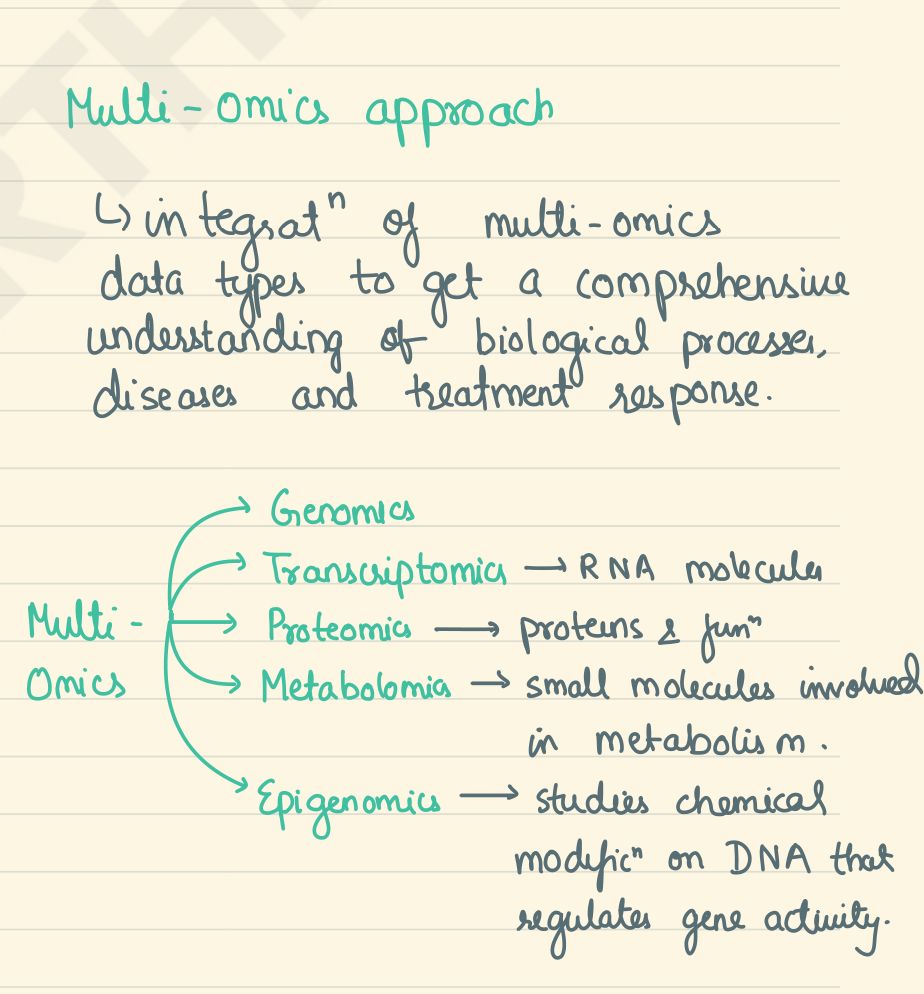 Multi-omics approach
↳ integratⁿ of multi-omics
data types to get a comprehensive
understanding of biological processes,
diseases and treatment response.
Genomics
Transcriptomics → RNA molecules
Multi- Proteomics → proteins & funⁿ
Omics Metabolomics → small molecules involved
in metabolism.
Epigenomics → studies chemical
modificⁿ on DNA that
regulates gene activity.